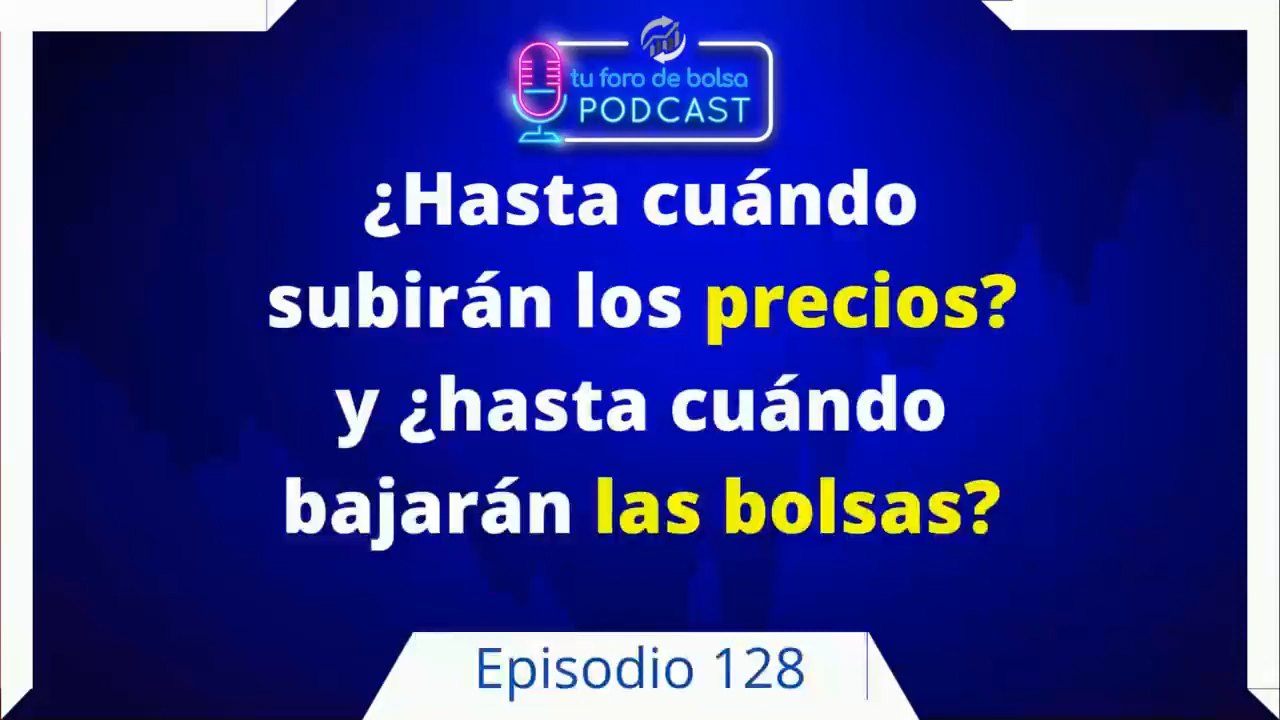 tu foro de bolsa
PODCAST
¿Hasta cuándo
subirán los precios?
y ¿hasta cuándo
bajarán las bolsas?
Episodio 128